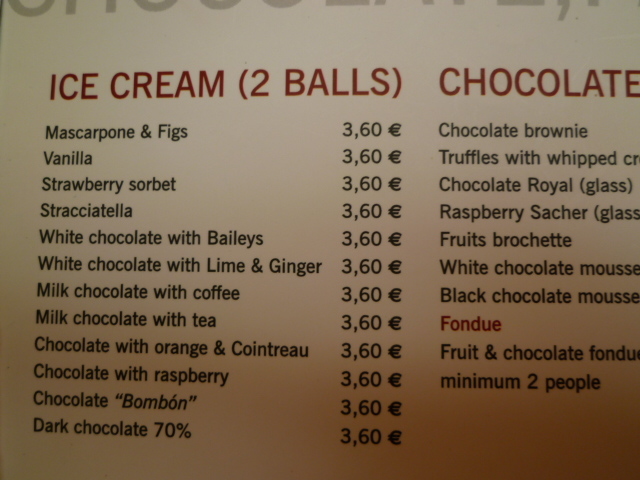 ICE CREAM (2 BALLS)
Mascarpone & Figs 3,60 €
Vanilla 3,60 €
Strawberry sorbet 3,60 €
Stracciatella 3,60 €
White chocolate with Baileys 3,60 €
White chocolate with Lime & Ginger 3,60 €
Milk chocolate with coffee 3,60 €
Milk chocolate with tea 3,60 €
Chocolate with orange & Cointreau 3,60 €
Chocolate with raspberry 3,60 €
Chocolate "Bombón" 3,60 €
Dark chocolate 70% 3,60 €
CHOCOLATE
Chocolate brownie
Truffles with whipped
Chocolate Royal (glass)
Raspberry Sacher (glass
Fruits brochette
White chocolate mousse
Black chocolate mousse
Fondue
Fruit & chocolate fondue
minimum 2 people